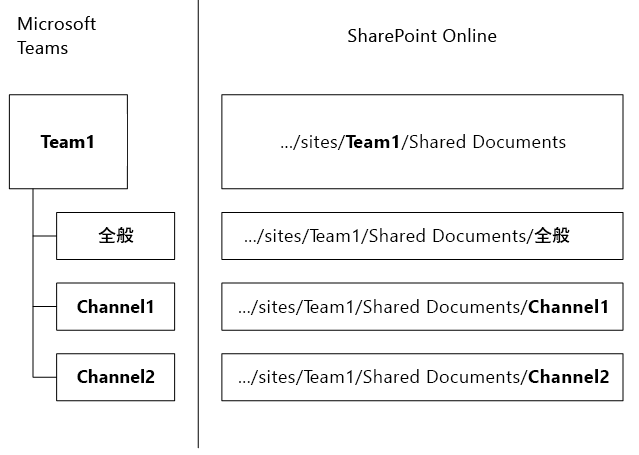 Microsoft
Teams
SharePoint Online
Team1
.../sites/Team1/Shared Documents
全般
.../sites/Team1/Shared Documents/全般
Channel1
.../sites/Team1/Shared Documents/Channel1
Channel2
.../sites/Team1/Shared Documents/Channel2